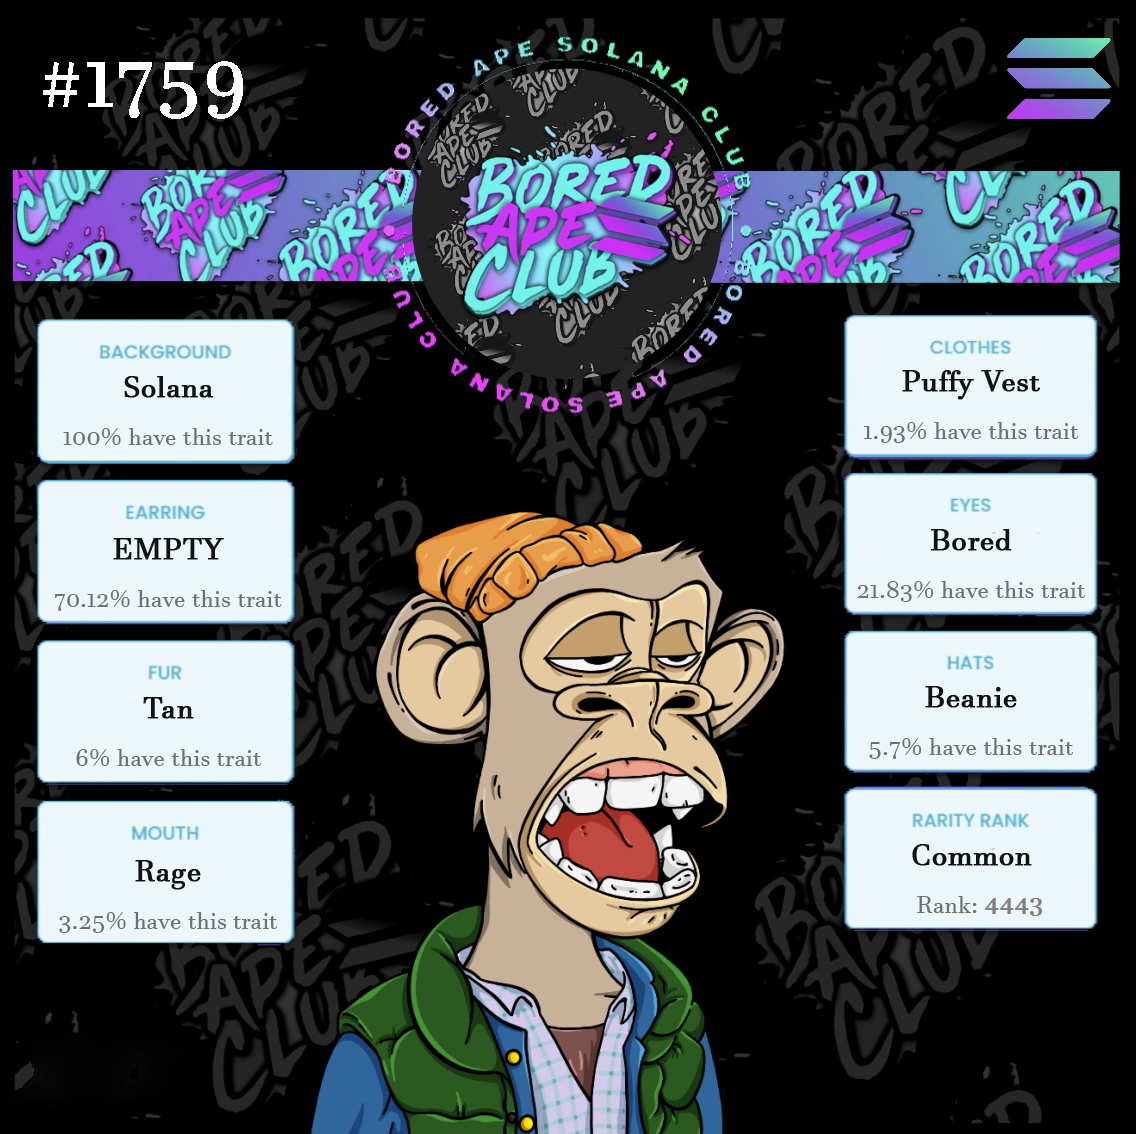 #1759
BORED APE SOLANA CLUB
BORED APE SOLANA CLUB
BORED
APE
CLUB
BACKGROUND
Solana
100% have this trait
EARRING
EMPTY
70.12% have this trait
FUR
Tan
6% have this trait
MOUTH
Rage
3.25% have this trait
CLOTHES
Puffy Vest
1.93% have this trait
EYES
Bored
21.83% have this trait
HATS
Beanie
5.7% have this trait
RARITY RANK
Common
Rank: 4443